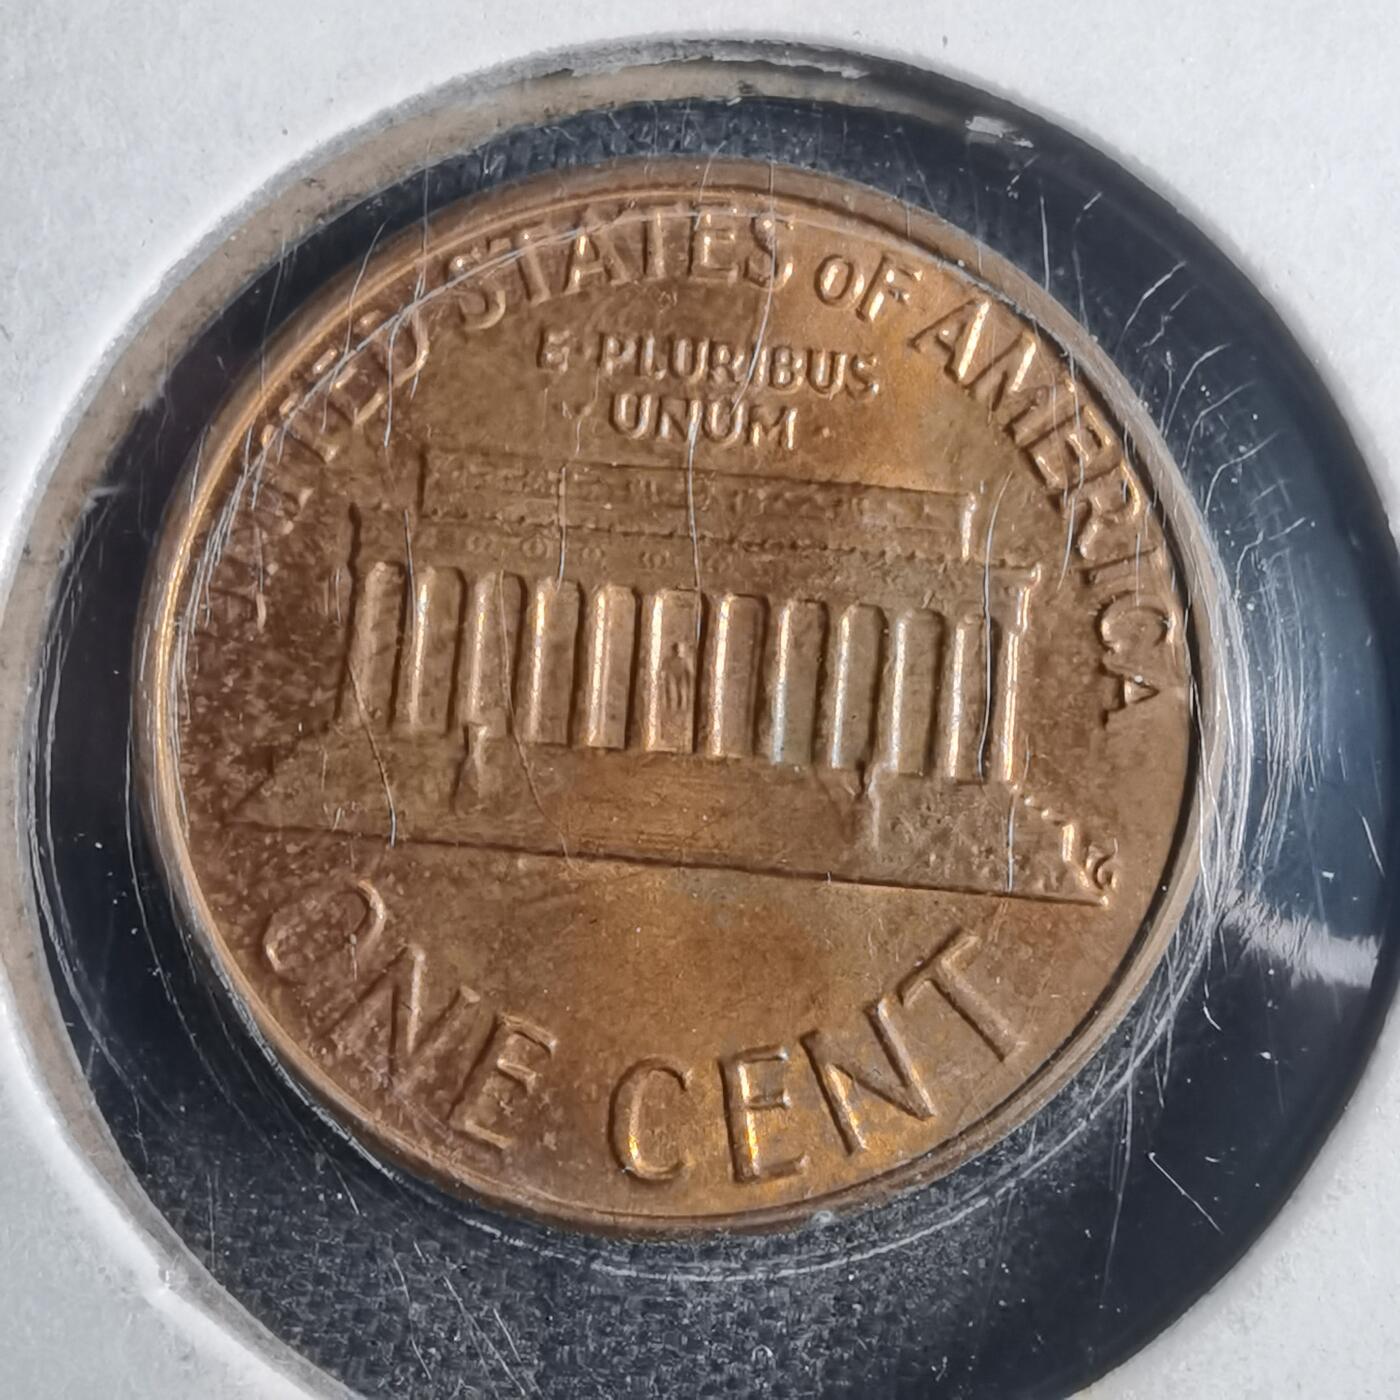 UNITED STATES oF AMERICA
E PLURIBUS
UNUM
ONE CENT